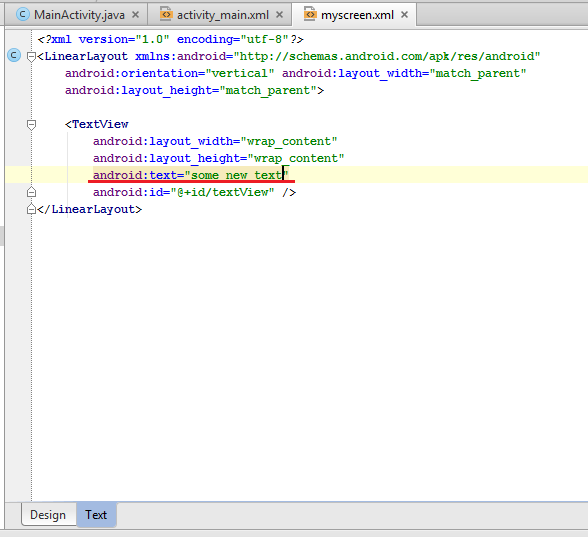 MainActivity.java × activity_main.xml × myscreen.xml ×
<?xml version="1.0" encoding="utf-8"?>
C <LinearLayout xmlns:android="http://schemas.android.com/apk/res/android"
android:orientation="vertical" android:layout_width="match_parent"
android:layout_height="match_parent">
<TextView
android:layout_width="wrap_content"
android:layout_height="wrap_content"
android:text="some new text"
android:id="@+id/textView" />
</LinearLayout>
Design Text